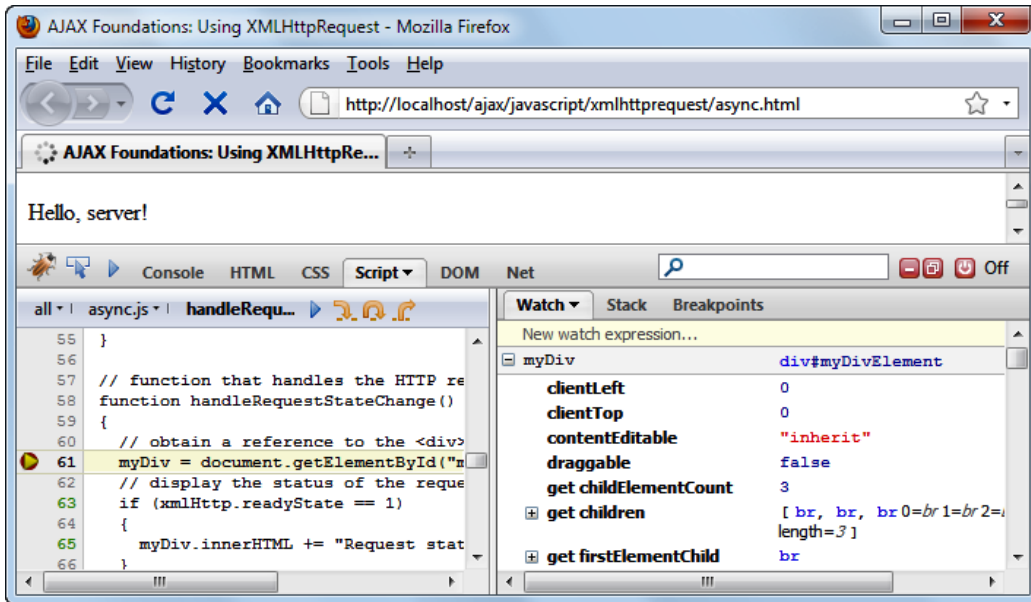 AJAX Foundations: Using XMLHttpRequest - Mozilla Firefox
File Edit View History Bookmarks Tools Help
http://localhost/ajax/javascript/xmlhttprequest/async.html
AJAX Foundations: Using XMLHttpRe...
Hello, server!
Console HTML CSS Script DOM Net Off
all async.js handleRequ...
55 }
56
57 // function that handles the HTTP re
58 function handleRequestStateChange()
59 {
60 // obtain a reference to the <div>
61 myDiv = document.getElementById("m
62 // display the status of the reque
63 if (xmlHttp.readyState == 1)
64 {
65 myDiv.innerHTML += "Request stat
66 }
Watch Stack Breakpoints
New watch expression...
myDiv div#myDivElement
clientLeft 0
clientTop 0
contentEditable "inherit"
draggable false
get childElementCount 3
get children [ br, br, br 0=br 1=br 2=
length=3 ]
get firstElementChild br